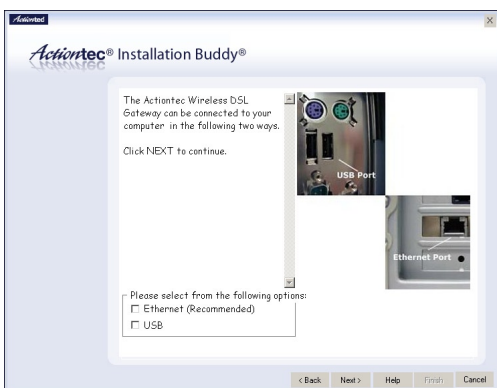 Actiontec
Actiontec® Installation Buddy®
The Actiontec Wireless DSL
Gateway can be connected to your
computer in the following two ways.
Click NEXT to continue.
USB Port
Ethernet Port
Please select from the following options:
Ethernet (Recommended)
USB
< Back Next > Help Finish Cancel